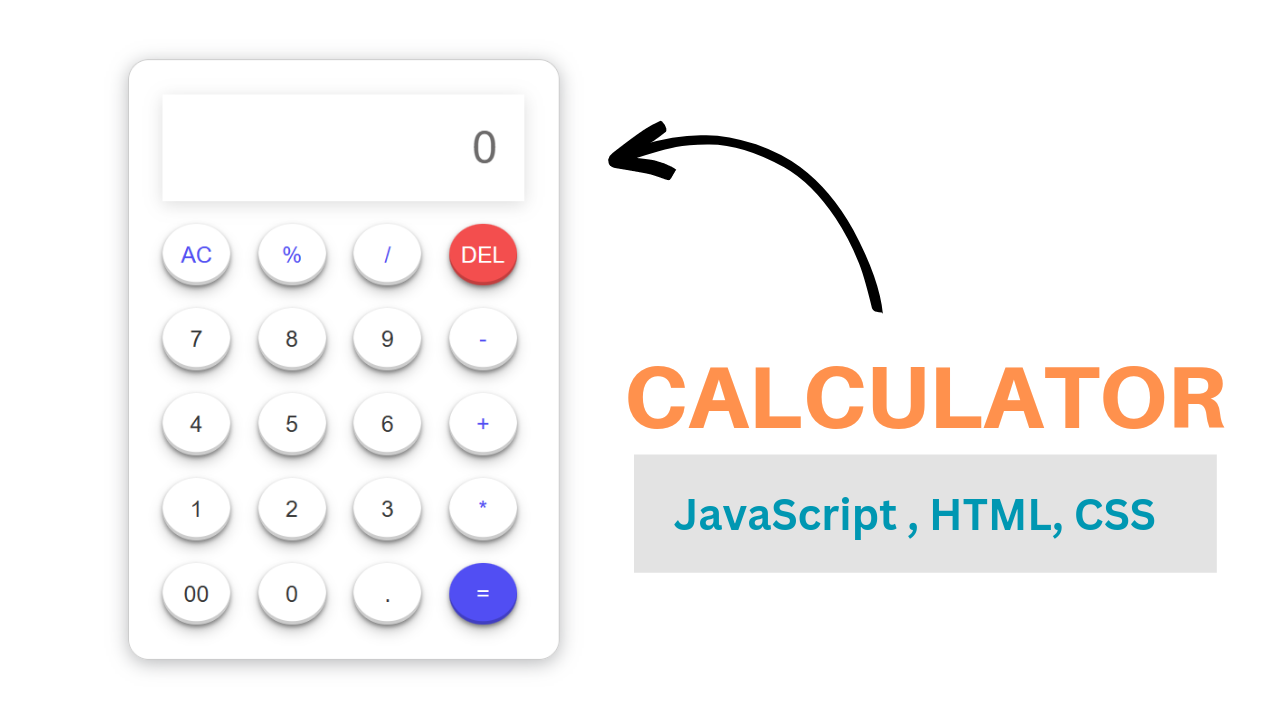 0
AC % / DEL
7 8 9 -
4 5 6 +
1 2 3 *
00 0 . =
CALCULATOR
JavaScript , HTML, CSS